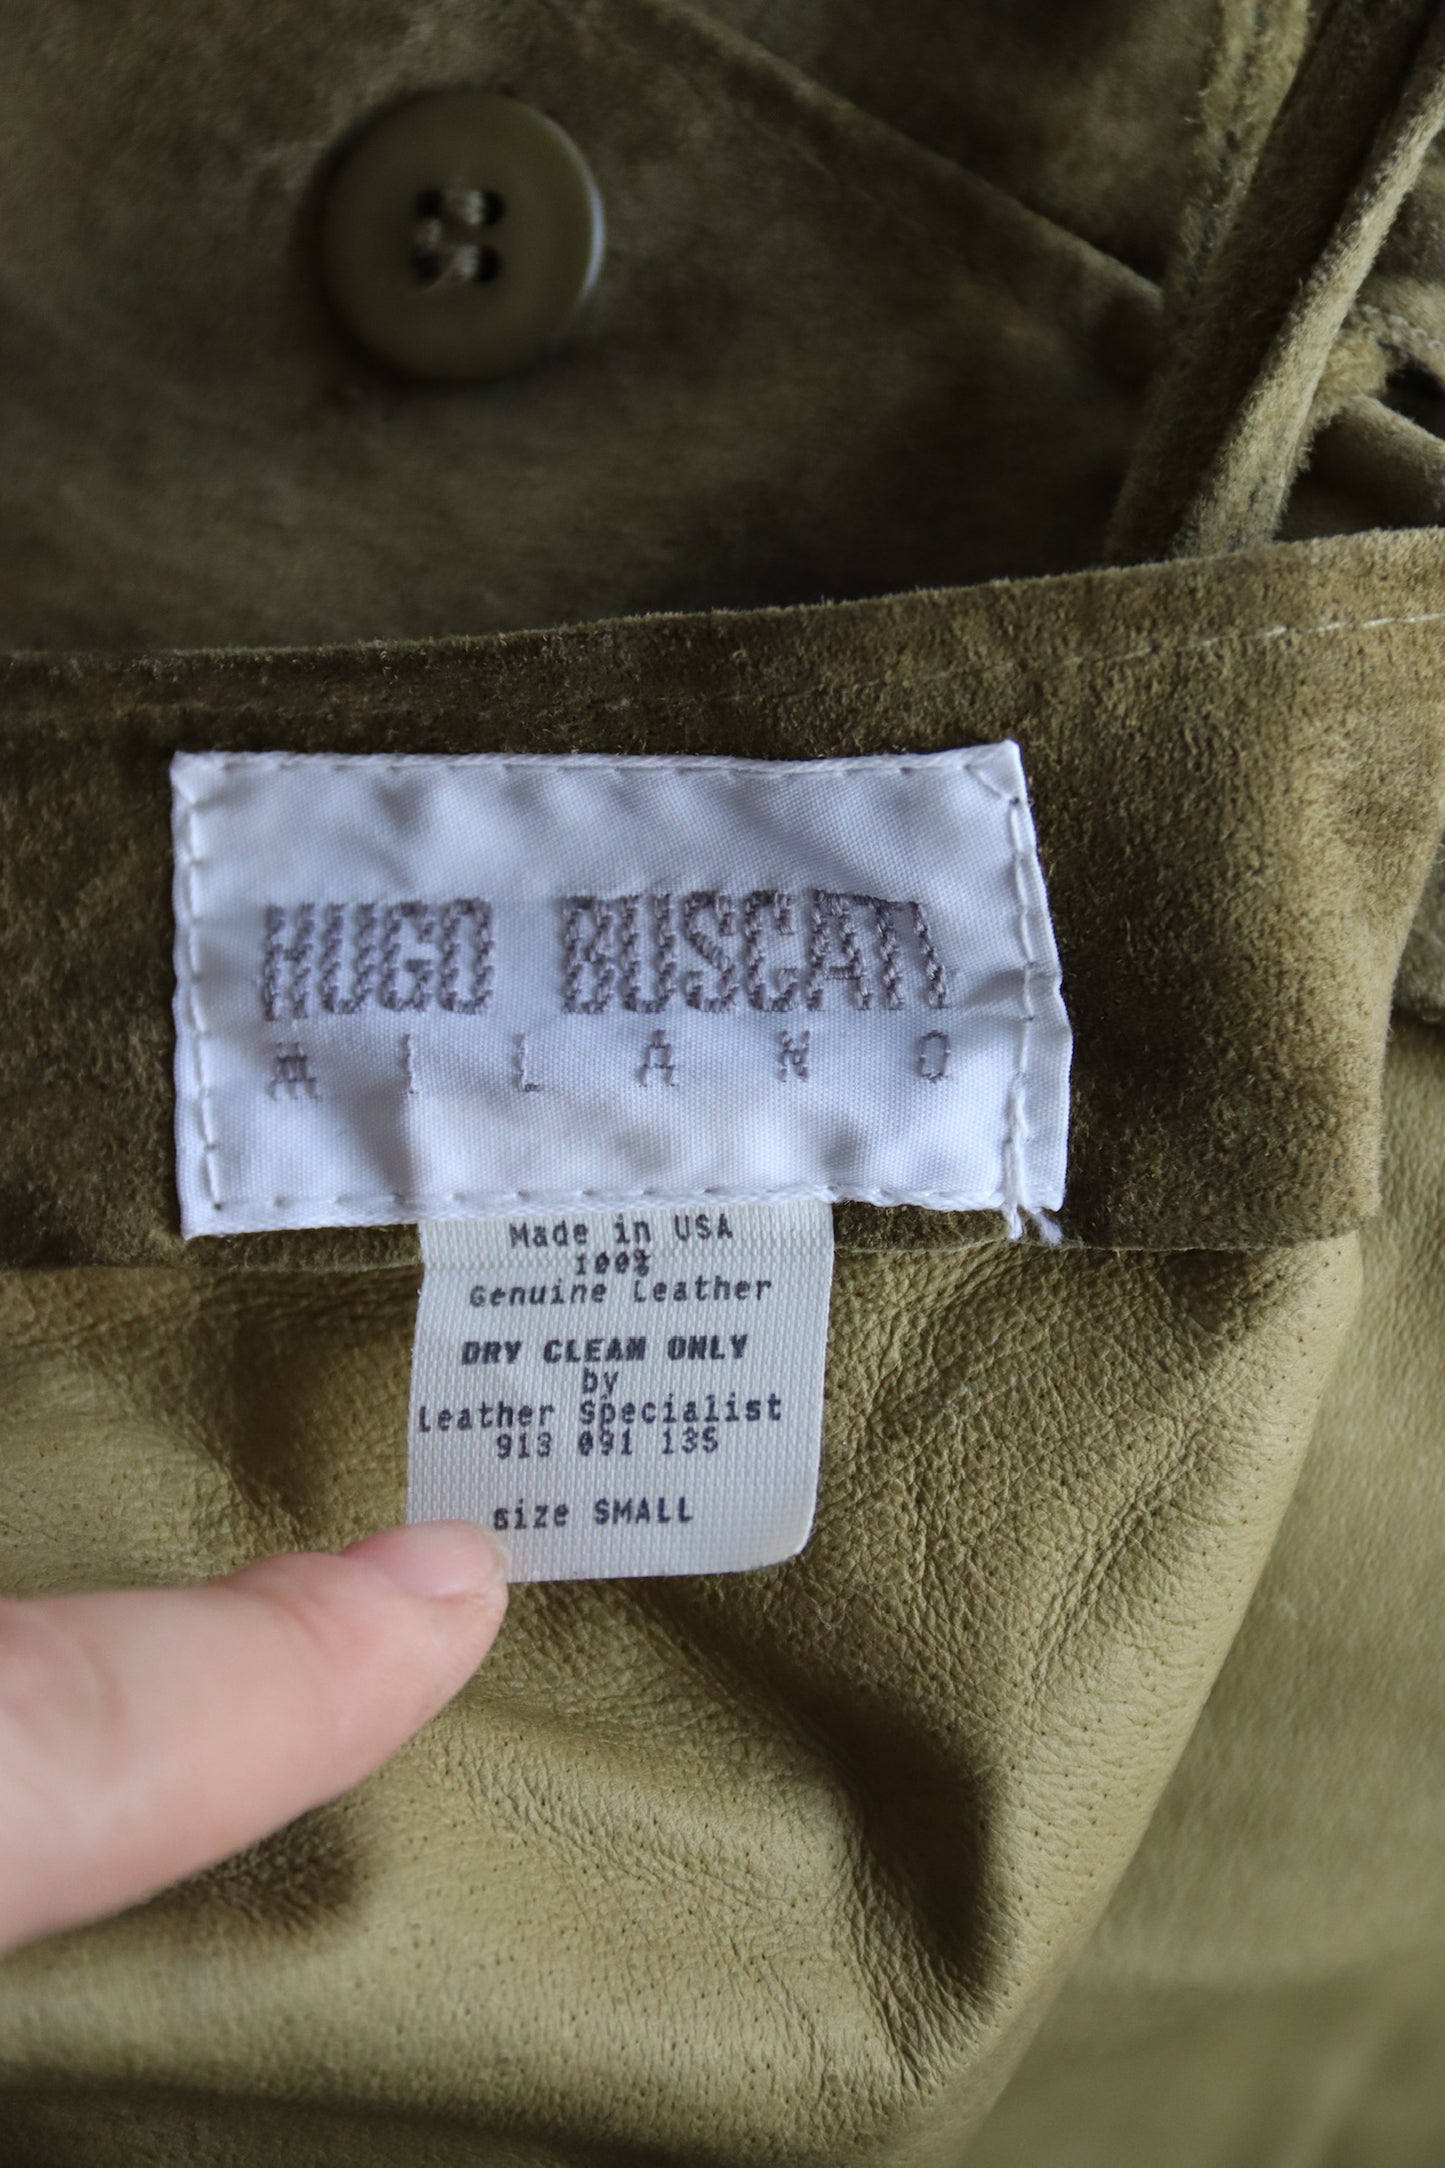 HUGO BUSCATI
MILANO
Made in USA
100%
Genuine Leather
DRY CLEAN ONLY
by
Leather Specialist
913 091 135
size SMALL